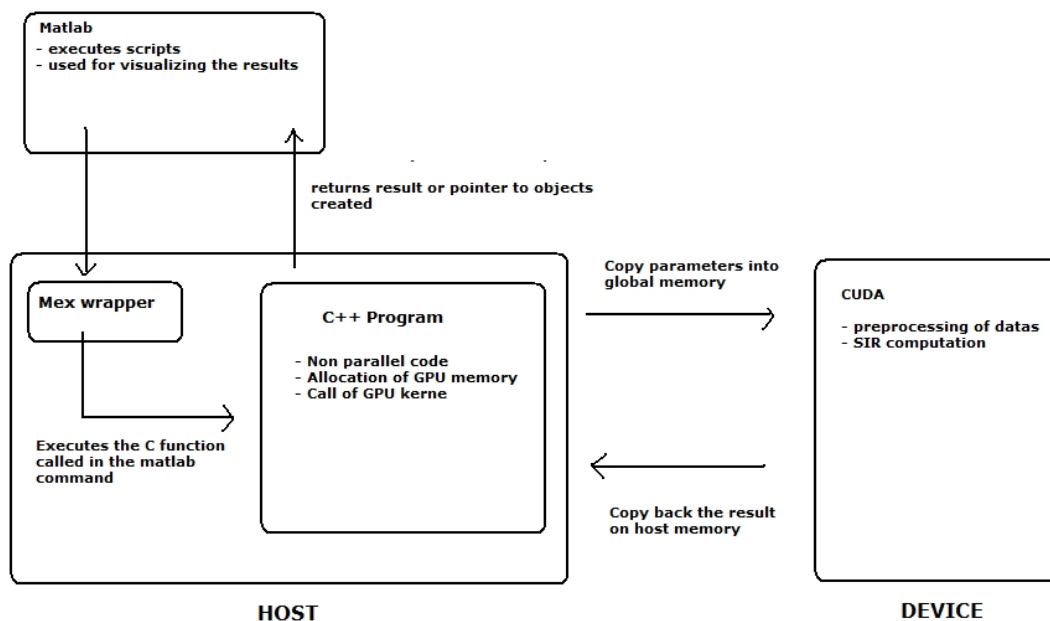 Matlab
- executes scripts
- used for visualizing the results
returns result or pointer to objects
created
Mex wrapper
Executes the C function
called in the matlab
command
C++ Program
- Non parallel code
- Allocation of GPU memory
- Call of GPU kerne
Copy parameters into
global memory
Copy back the result
on host memory
CUDA
- preprocessing of datas
- SIR computation
HOST
DEVICE